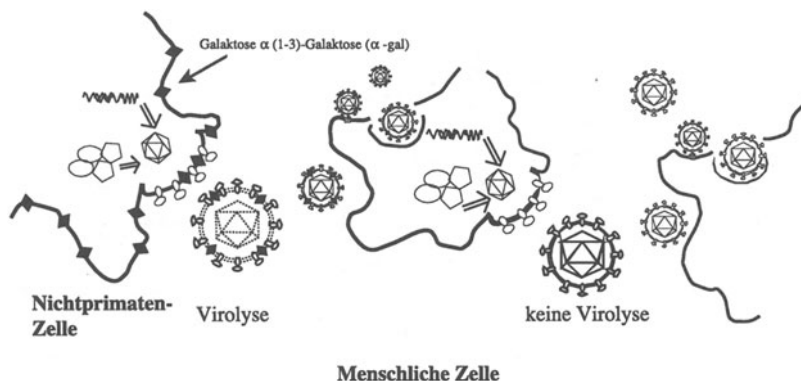 Galaktose α (1-3)-Galaktose (α -gal)
Nichtprimaten-
Zelle
Virolyse
keine Virolyse
Menschliche Zelle